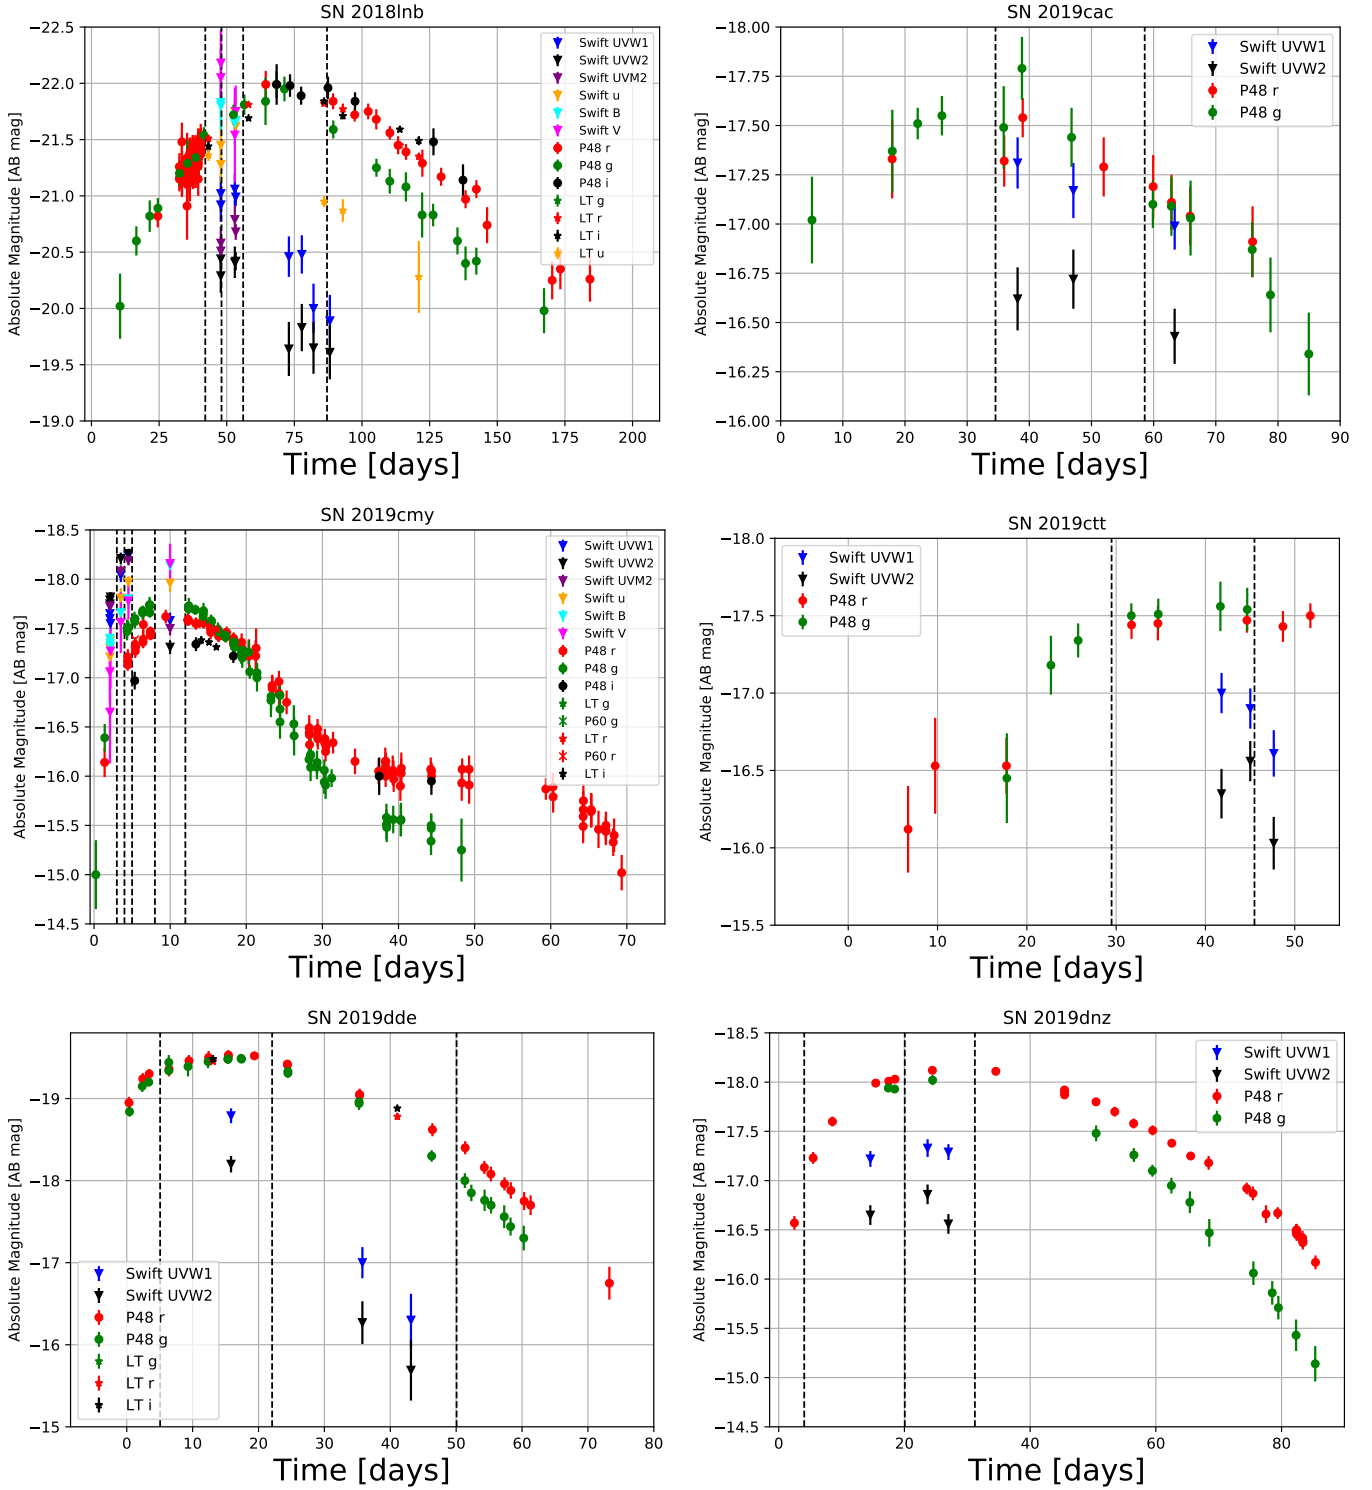 SN 2018lnb
−22.5
−22.0
−21.5
−21.0
−20.5
−20.0
−19.5
−19.0
Absolute Magnitude [AB mag]
0 25 50 75 100 125 150 175 200
Time [days]
Swift UVW1
Swift UVW2
Swift UVM2
Swift u
Swift B
Swift V
P48 r
P48 g
P48 i
LT g
LT r
LT i
LT u
SN 2019cac
−18.00
−17.75
−17.50
−17.25
−17.00
−16.75
−16.50
−16.25
−16.00
Absolute Magnitude [AB mag]
0 10 20 30 40 50 60 70 80 90
Time [days]
Swift UVW1
Swift UVW2
P48 r
P48 g
SN 2019cmy
−18.5
−18.0
−17.5
−17.0
−16.5
−16.0
−15.5
−15.0
−14.5
Absolute Magnitude [AB mag]
0 10 20 30 40 50 60 70
Time [days]
Swift UVW1
Swift UVW2
Swift UVM2
Swift u
Swift B
Swift V
P48 r
P48 g
P48 i
LT g
P60 g
LT r
P60 r
LT i
SN 2019ctt
−18.0
−17.5
−17.0
−16.5
−16.0
−15.5
Absolute Magnitude [AB mag]
0 10 20 30 40 50
Time [days]
Swift UVW1
Swift UVW2
P48 r
P48 g
SN 2019dde
−19
−18
−17
−16
−15
Absolute Magnitude [AB mag]
0 10 20 30 40 50 60 70 80
Time [days]
Swift UVW1
Swift UVW2
P48 r
P48 g
LT g
LT r
LT i
SN 2019dnz
−18.5
−18.0
−17.5
−17.0
−16.5
−16.0
−15.5
−15.0
−14.5
Absolute Magnitude [AB mag]
0 20 40 60 80
Time [days]
Swift UVW1
Swift UVW2
P48 r
P48 g